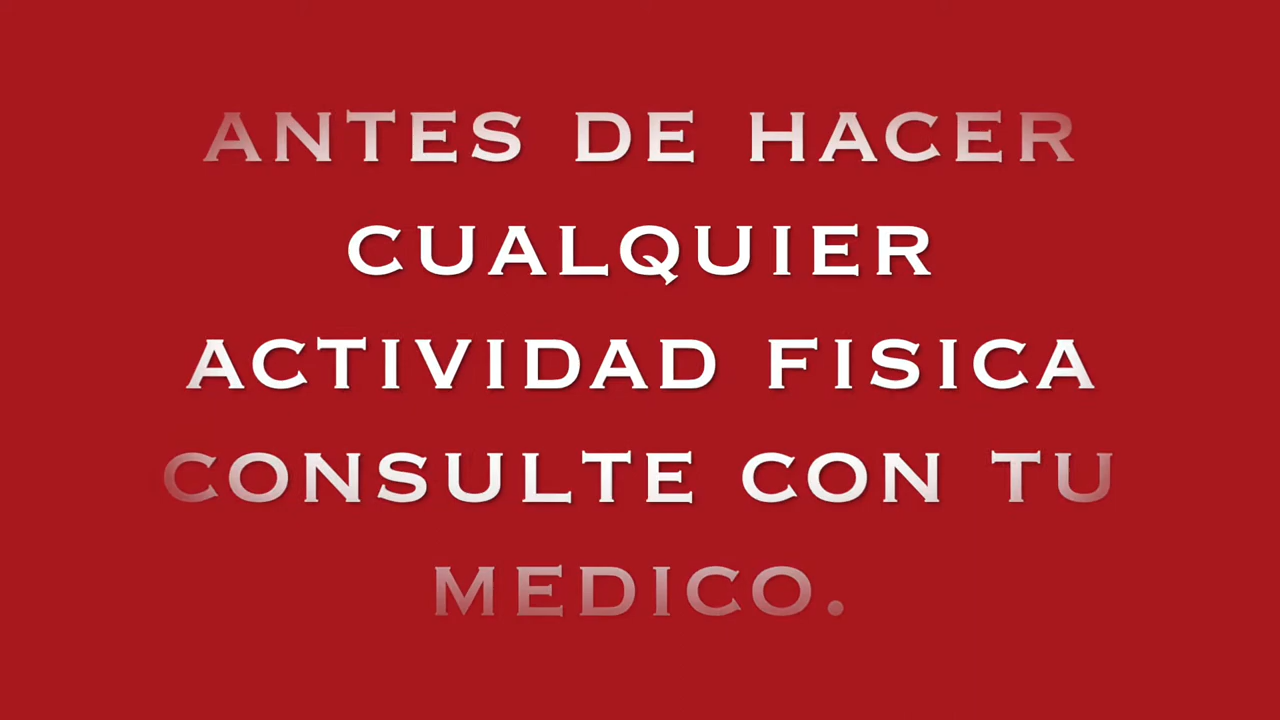 ANTES DE HACER
CUALQUIER
ACTIVIDAD FISICA
CONSULTE CON TU
MEDICO.